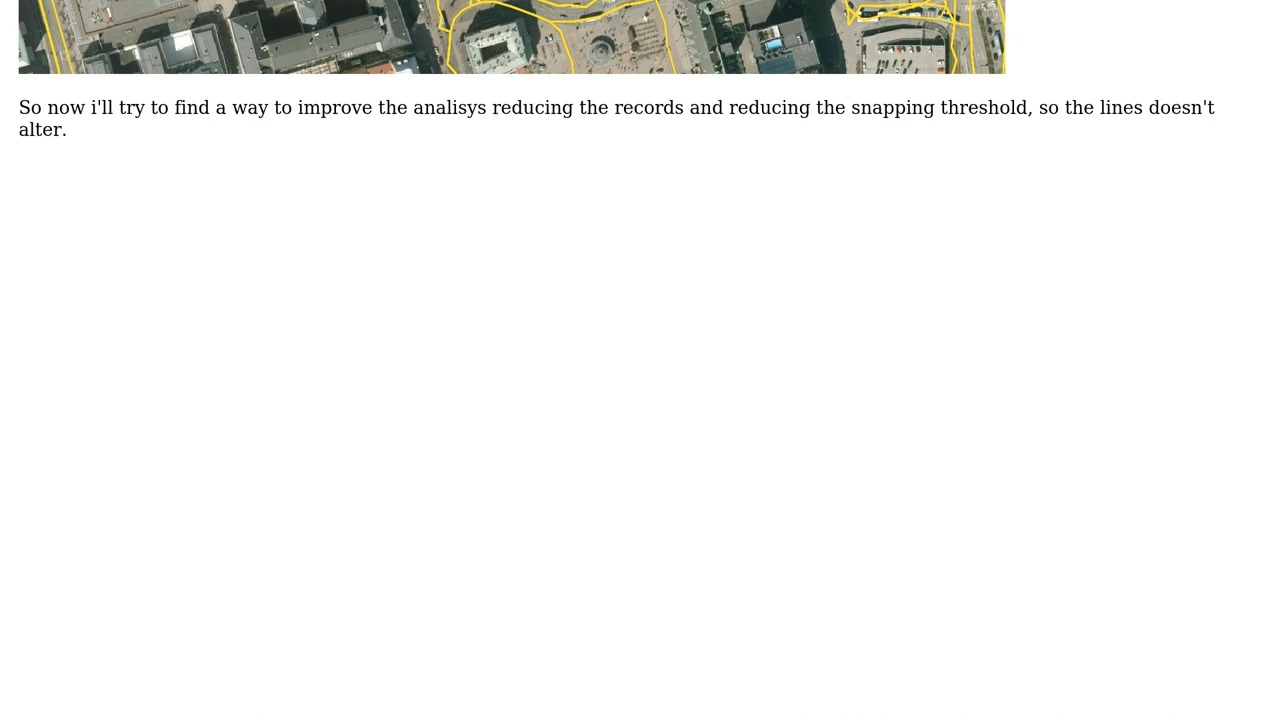 So now i'll try to find a way to improve the analisys reducing the records and reducing the snapping threshold, so the lines doesn't
alter.